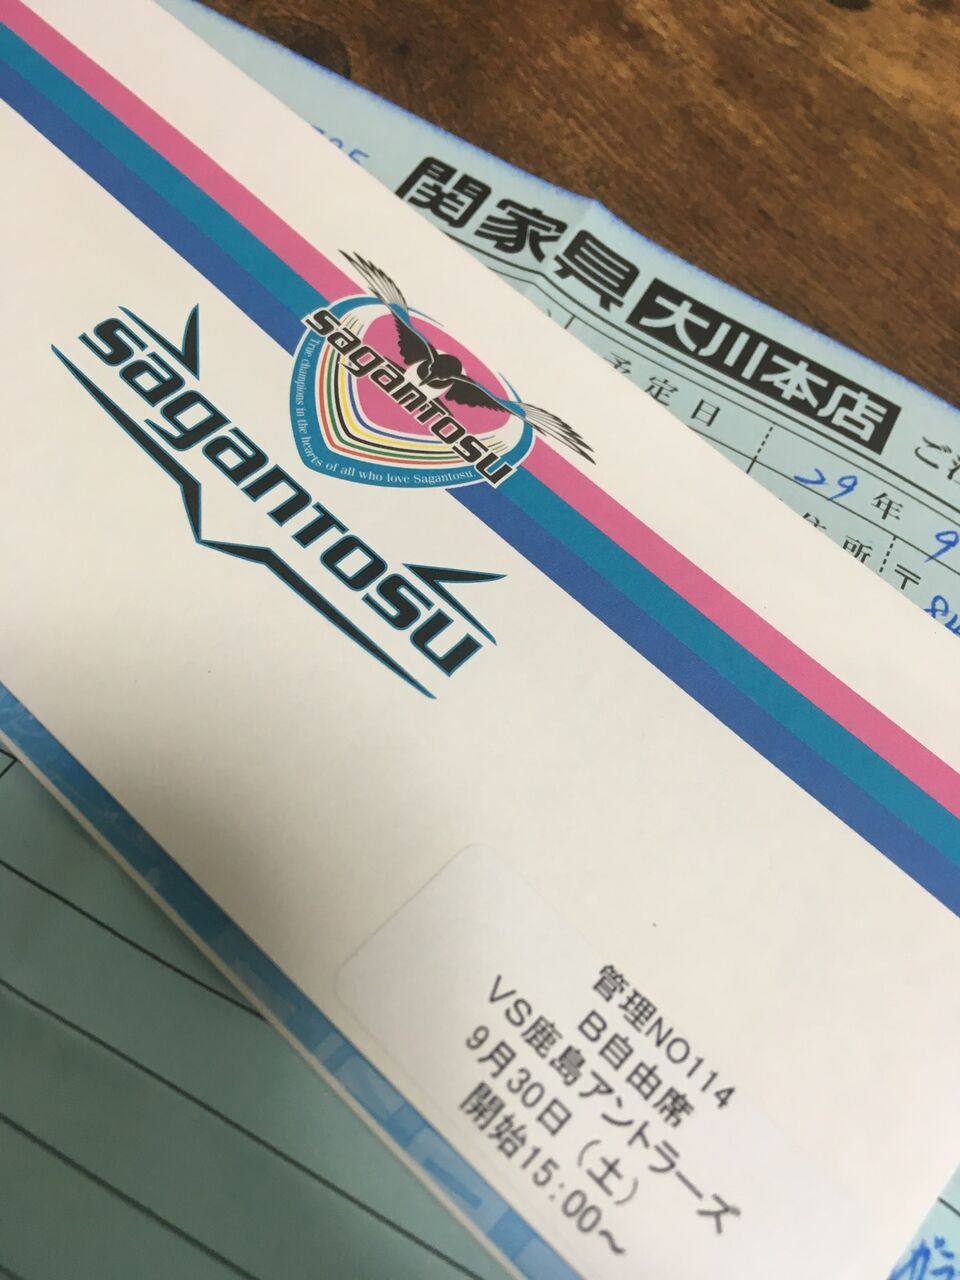 関家具 大川本店
予定日
29年9
住所
〒
sagantosu
sagantosu
True champions in the hearts of all who love Sagantosu.
管理NO114
B自由席
VS鹿島アントラーズ
9月30日（土）
開始15:00～